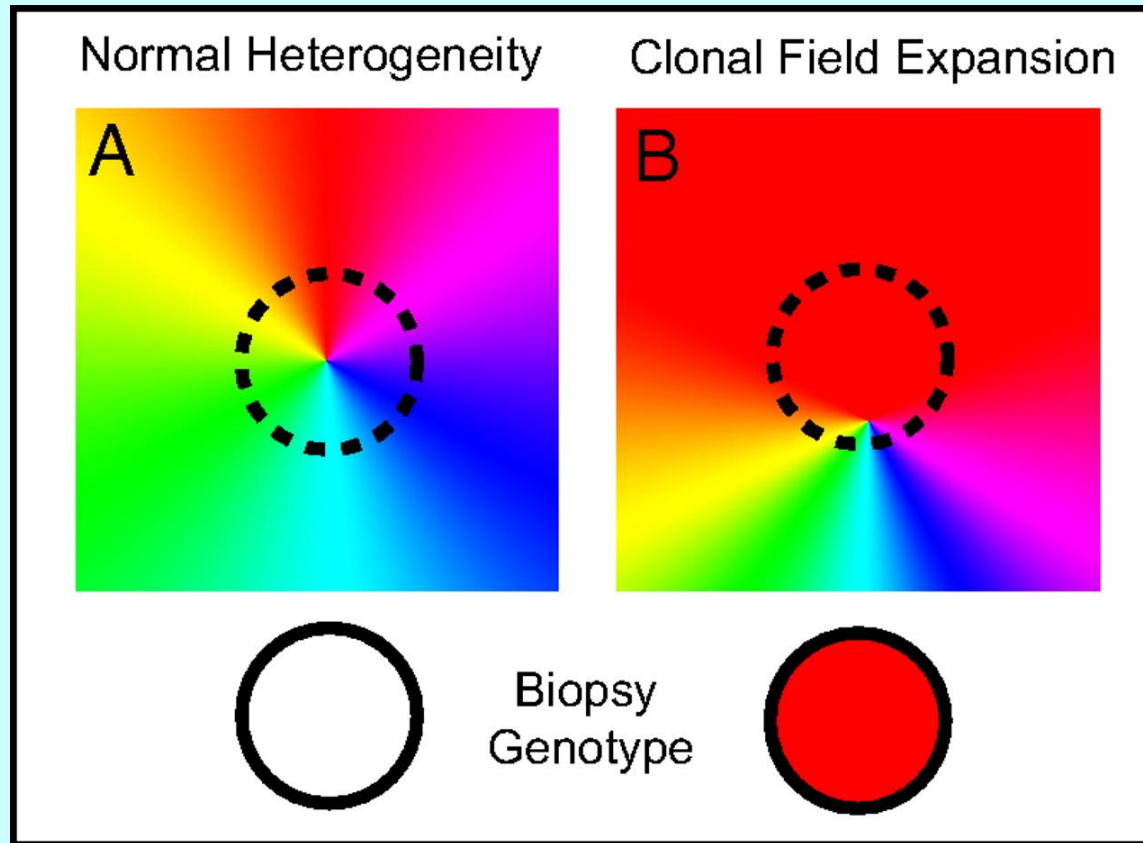 Normal Heterogeneity
Clonal Field Expansion
A
B
Biopsy
Genotype